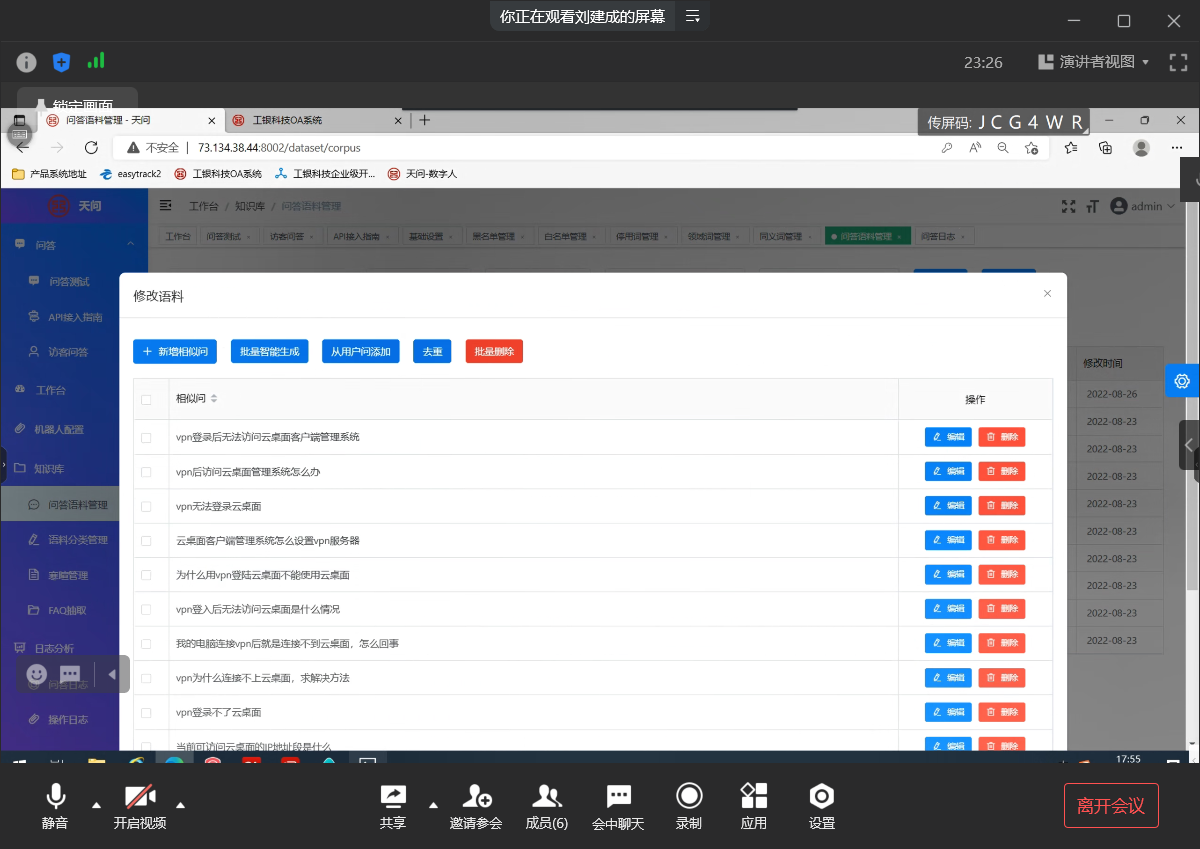 你正在观看刘建成的屏幕
23:26
演讲者视图
锁定画面
问答语料管理 - 天问
工银科技OA系统
传屏码: JCG4WR
不安全 | 73.134.38.44:8002/dataset/corpus
产品系统地址
easytrack2
工银科技OA系统
工银科技企业级开...
天问-数字人
天问
工作台 / 知识库 / 问答语料管理
admin
工作台
问答测试
访客问答
API接入指南
基础设置
黑名单管理
白名单管理
停用词管理
领域词管理
同义词管理
问答语料管理
问答日志
问答
问答测试
API接入指南
访客问答
工作台
机器人配置
知识库
问答语料管理
语料分类管理
寒暄管理
FAQ抽取
日志分析
问答日志
操作日志
修改语料
新增相似问
批量智能生成
从用户问添加
去重
批量删除
相似问
操作
vpn登录后无法访问云桌面客户端管理系统
编辑
删除
vpn后访问云桌面管理系统怎么办
编辑
删除
vpn无法登录云桌面
编辑
删除
云桌面客户端管理系统怎么设置vpn服务器
编辑
删除
为什么用vpn登陆云桌面不能使用云桌面
编辑
删除
vpn登入后无法访问云桌面是什么情况
编辑
删除
我的电脑连接vpn后就是连接不到云桌面，怎么回事
编辑
删除
vpn为什么连接不上云桌面，求解决方法
编辑
删除
vpn登录不了云桌面
编辑
删除
当前可访问云桌面的IP地址段是什么
编辑
删除
修改时间
2022-08-26
2022-08-23
2022-08-23
2022-08-23
2022-08-23
2022-08-23
2022-08-23
2022-08-23
2022-08-23
2022-08-23
17:55
静音
开启视频
共享
邀请参会
成员(6)
会中聊天
录制
应用
设置
离开会议